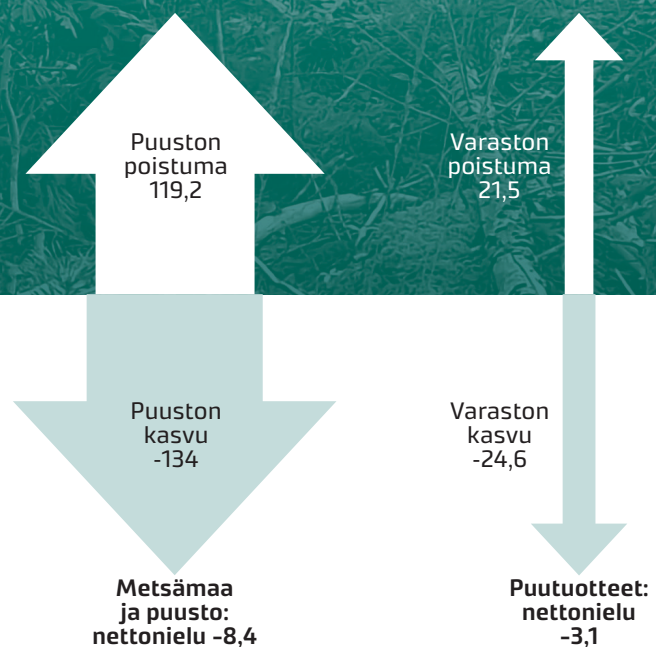 Puuston
poistuma
119,2
Varaston
poistuma
21,5
Puuston
kasvu
-134
Varaston
kasvu
-24,6
Metsämaa
ja puusto:
nettonielu -8,4
Puutuotteet:
nettonielu
-3,1